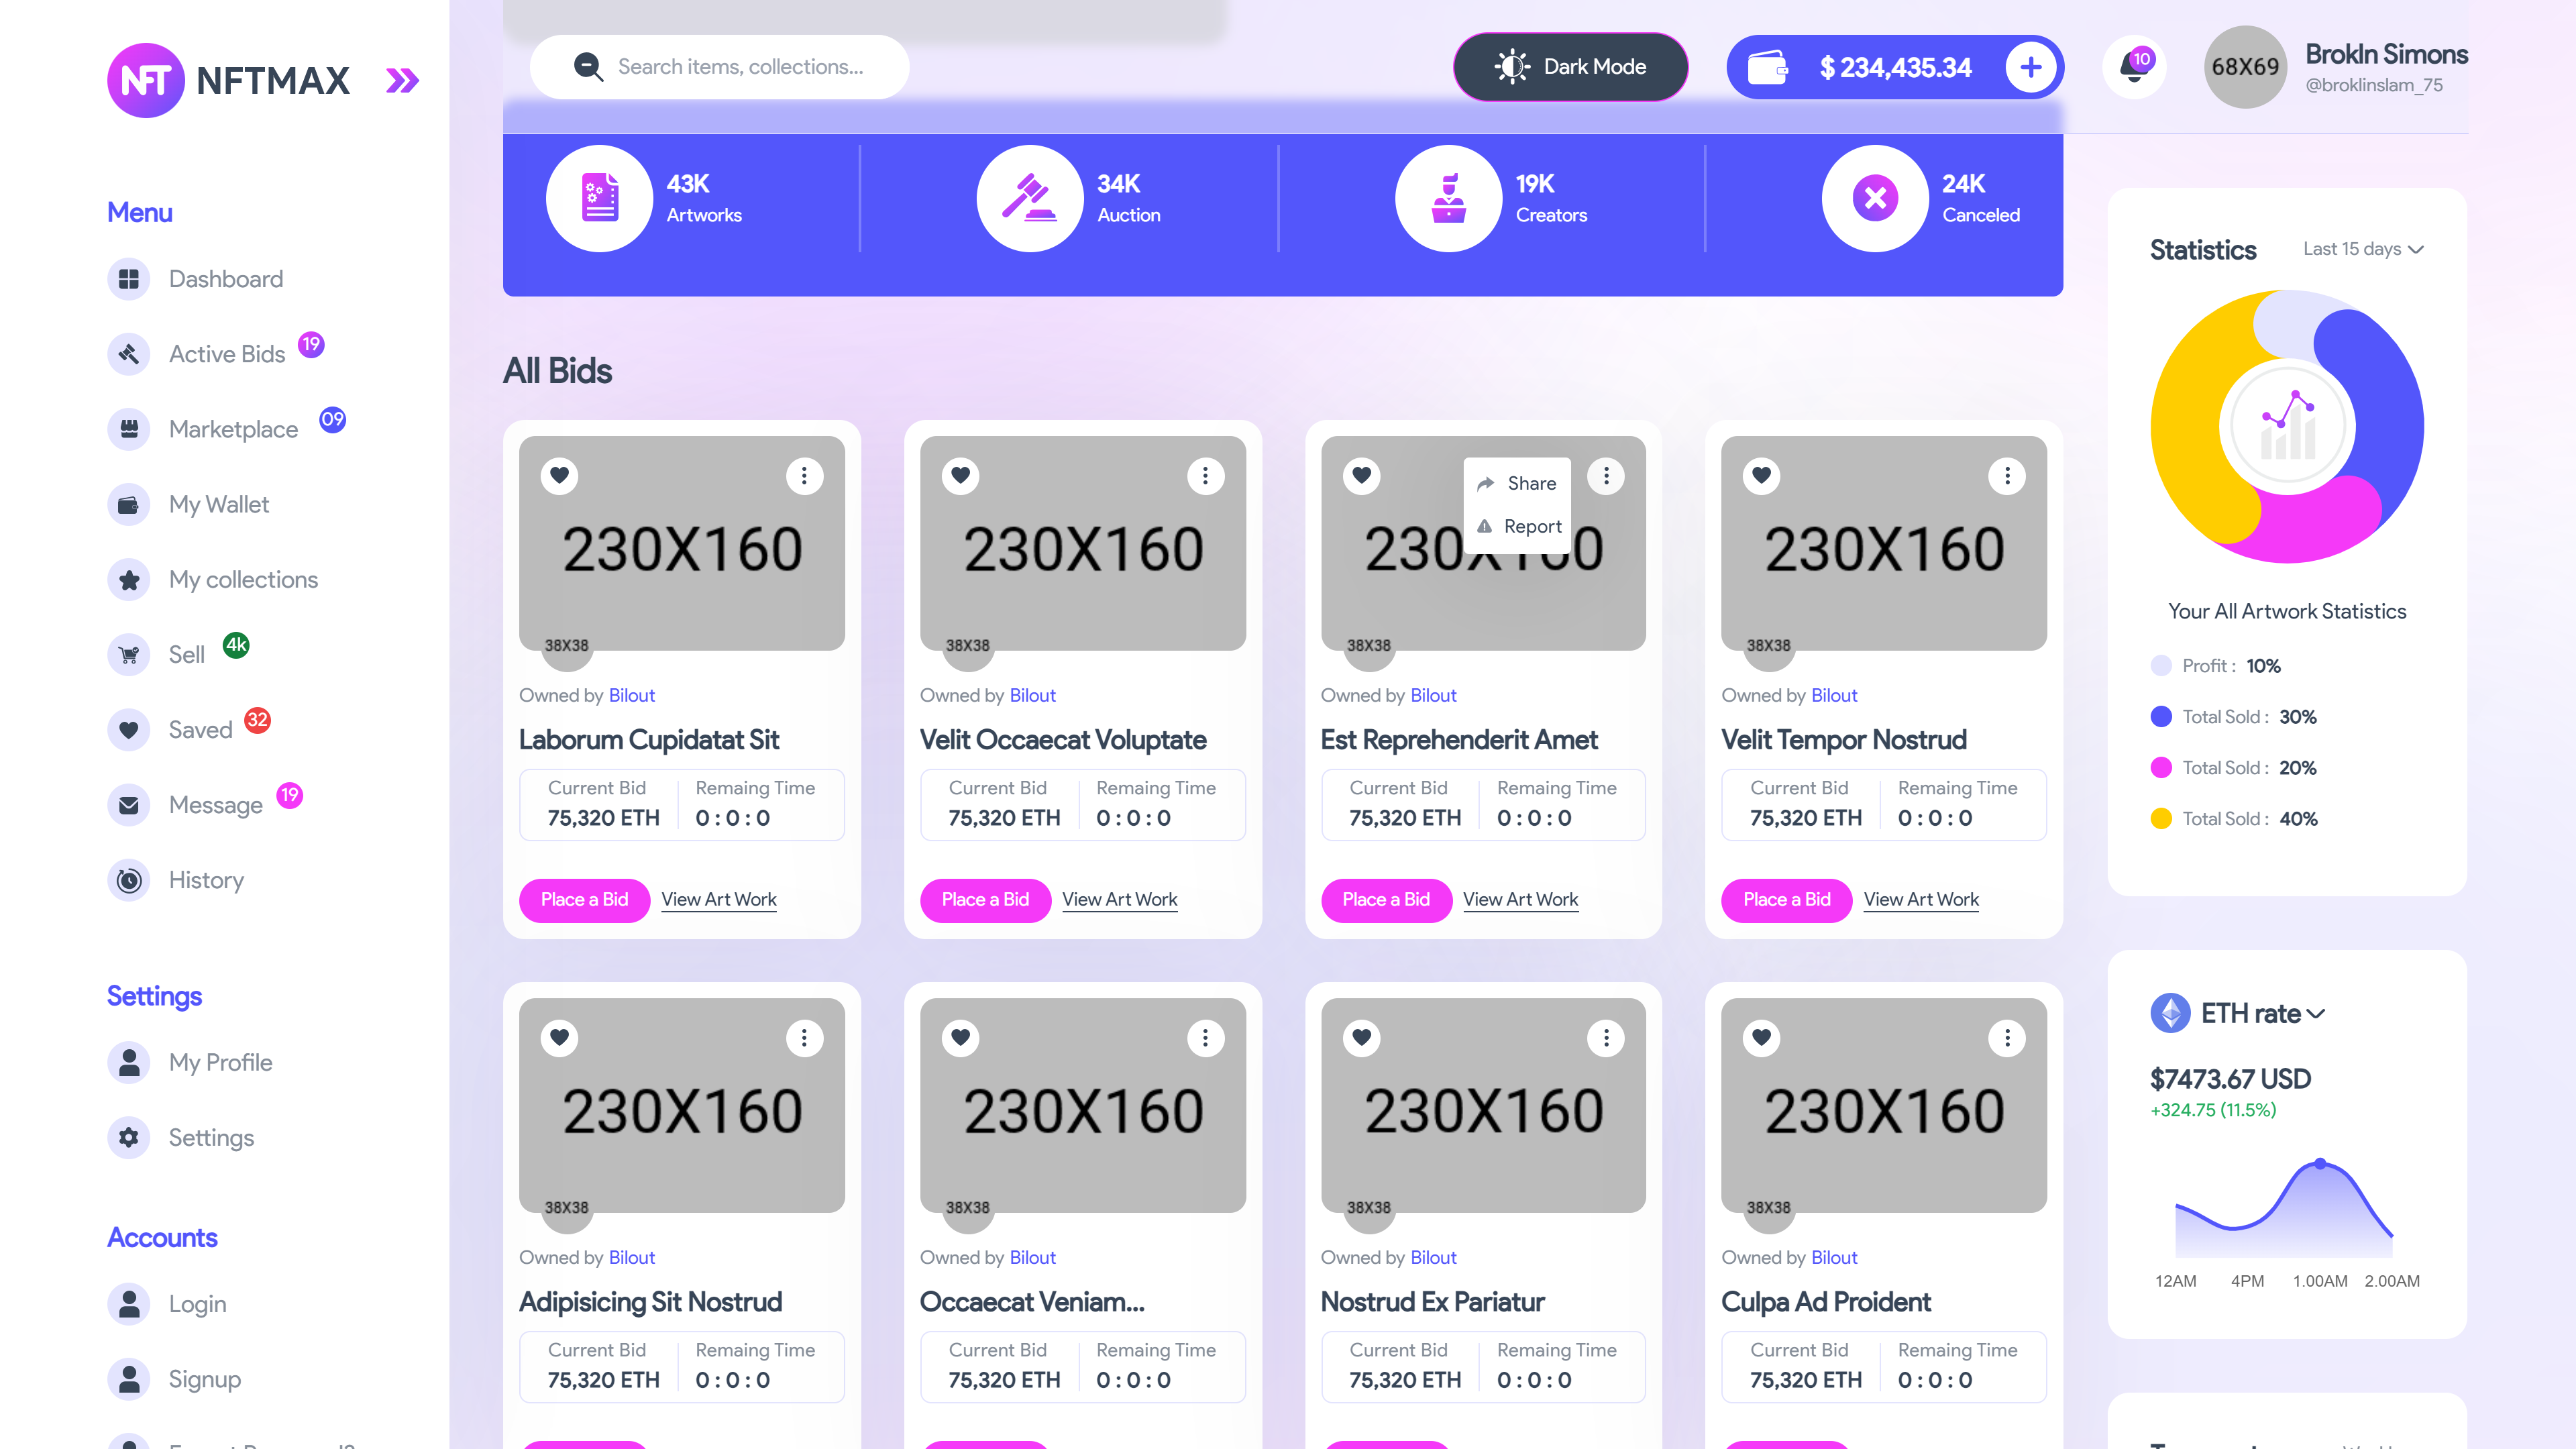 NFT NFTMAX
Menu
Dashboard
Active Bids 19
Marketplace 09
My Wallet
My collections
Sell 4k
Saved 32
Message 19
History
Settings
My Profile
Settings
Accounts
Login
Signup
Search items, collections...
Dark Mode
$ 234,435.34
10
68X69
Brokln Simons
@broklinslam_75
43K
Artworks
34K
Auction
19K
Creators
24K
Canceled
All Bids
230X160
38X38
Owned by Bilout
Laborum Cupidatat Sit
Current Bid Remaing Time
75,320 ETH 0 : 0 : 0
Place a Bid View Art Work
230X160
38X38
Owned by Bilout
Velit Occaecat Voluptate
Current Bid Remaing Time
75,320 ETH 0 : 0 : 0
Place a Bid View Art Work
Share
Report
38X38
Owned by Bilout
Est Reprehenderit Amet
Current Bid Remaing Time
75,320 ETH 0 : 0 : 0
Place a Bid View Art Work
230X160
38X38
Owned by Bilout
Velit Tempor Nostrud
Current Bid Remaing Time
75,320 ETH 0 : 0 : 0
Place a Bid View Art Work
230X160
38X38
Owned by Bilout
Adipisicing Sit Nostrud
Current Bid Remaing Time
75,320 ETH 0 : 0 : 0
230X160
38X38
Owned by Bilout
Occaecat Veniam...
Current Bid Remaing Time
75,320 ETH 0 : 0 : 0
230X160
38X38
Owned by Bilout
Nostrud Ex Pariatur
Current Bid Remaing Time
75,320 ETH 0 : 0 : 0
230X160
38X38
Owned by Bilout
Culpa Ad Proident
Current Bid Remaing Time
75,320 ETH 0 : 0 : 0
Statistics Last 15 days
Your All Artwork Statistics
Profit : 10%
Total Sold : 30%
Total Sold : 20%
Total Sold : 40%
ETH rate
$7473.67 USD
+324.75 (11.5%)
12AM 4PM 1.00AM 2.00AM